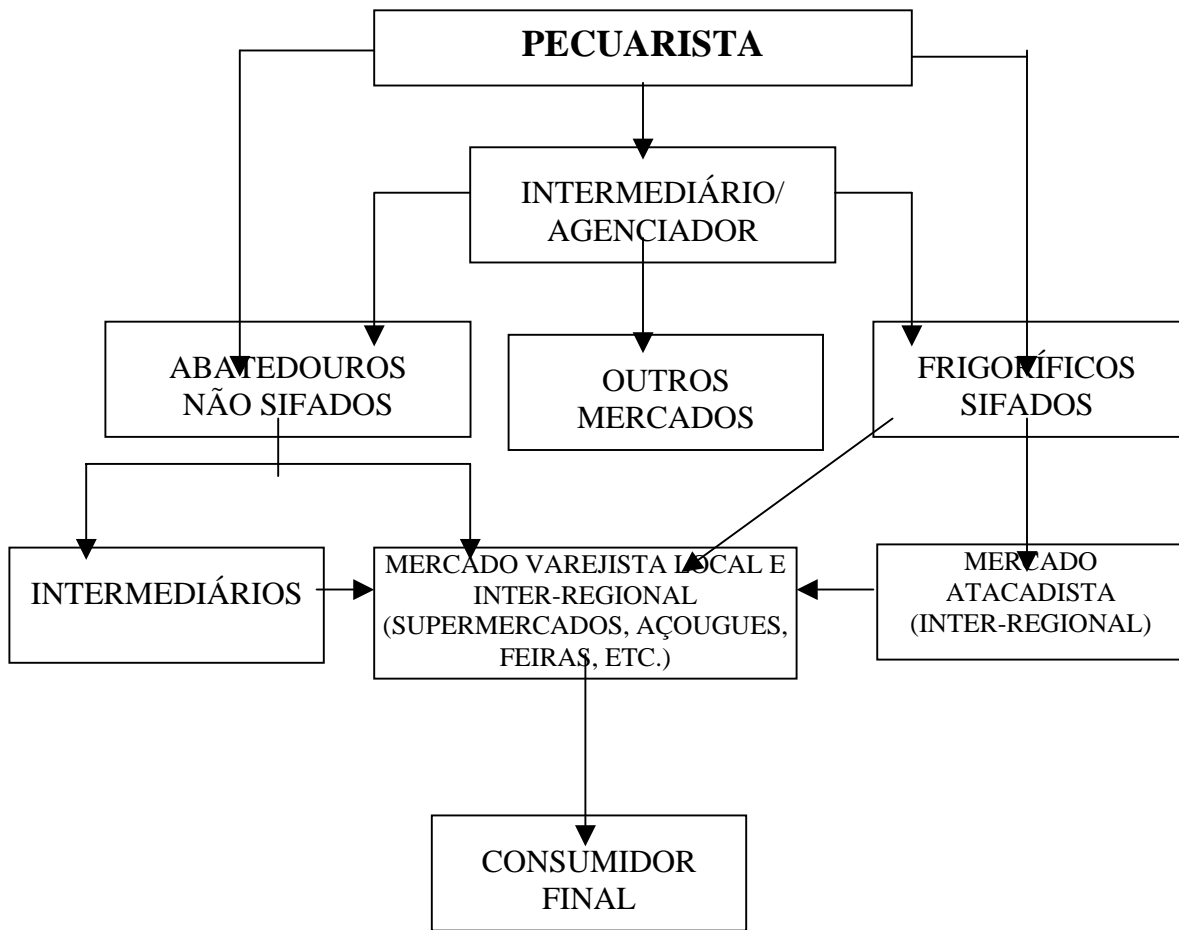 PECUARISTA
INTERMEDIÁRIO/
AGENCIADOR
ABATEDOUROS
NÃO SIFADOS
OUTROS
MERCADOS
FRIGORÍFICOS
SIFADOS
INTERMEDIÁRIOS
MERCADO VAREJISTA LOCAL E
INTER-REGIONAL
(SUPERMERCADOS, AÇOUGUES,
FEIRAS, ETC.)
MERCADO
ATACADISTA
(INTER-REGIONAL)
CONSUMIDOR
FINAL